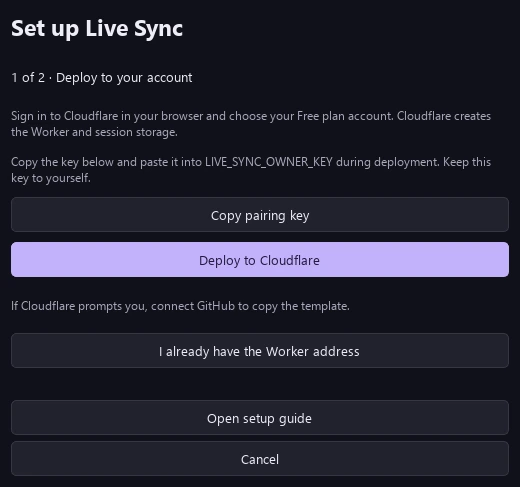 Set up Live Sync
1 of 2 · Deploy to your account
Sign in to Cloudflare in your browser and choose your Free plan account. Cloudflare creates
the Worker and session storage.
Copy the key below and paste it into LIVE_SYNC_OWNER_KEY during deployment. Keep this
key to yourself.
Copy pairing key
Deploy to Cloudflare
If Cloudflare prompts you, connect GitHub to copy the template.
I already have the Worker address
Open setup guide
Cancel